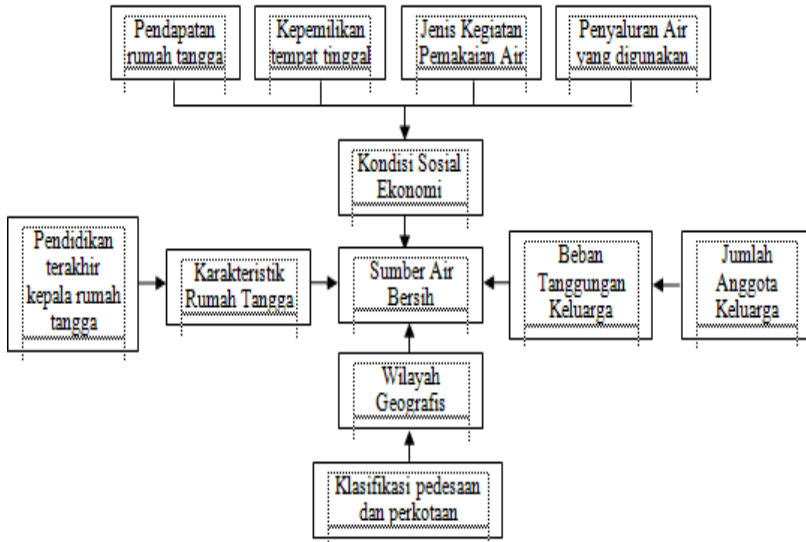 Pendapatan
rumah tangga
Kepemilikan
tempat tinggal
Jenis Kegiatan
Pemakaian Air
Penyaluran Air
yang digunakan
Kondisi Sosial
Ekonomi
Pendidikan
terakhir
kepala rumah
tangga
Karakteristik
Rumah Tangga
Sumber Air
Bersih
Beban
Tanggungan
Keluarga
Jumlah
Anggota
Keluarga
Wilayah
Geografis
Klasifikasi pedesaan
dan perkotaan